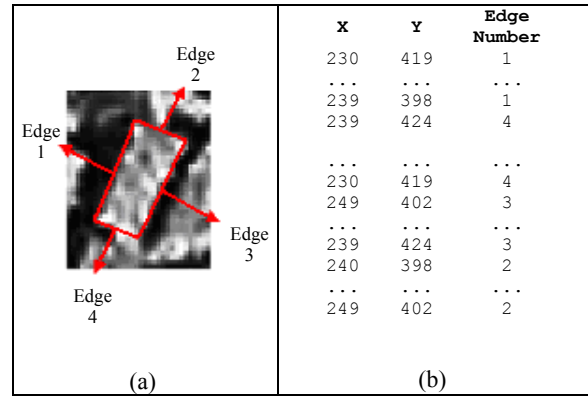 Edge
2
Edge
1
Edge
3
Edge
4
(a)
X Y Edge
Number
230 419 1
... ... ...
239 398 1
239 424 4
... ... ...
230 419 4
249 402 3
... ... ...
239 424 3
240 398 2
... ... ...
249 402 2
(b)